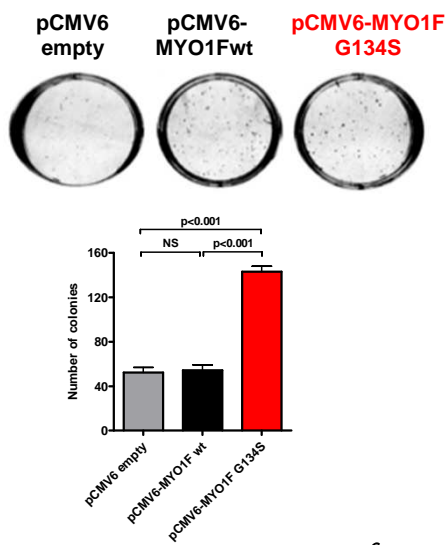 pCMV6 empty
pCMV6-MYO1Fwt
pCMV6-MYO1F G134S
p<0.001
NS
p<0.001
Number of colonies
160
120
80
40
0
pCMV6 empty
pCMV6-MYO1F wt
pCMV6-MYO1F G134S